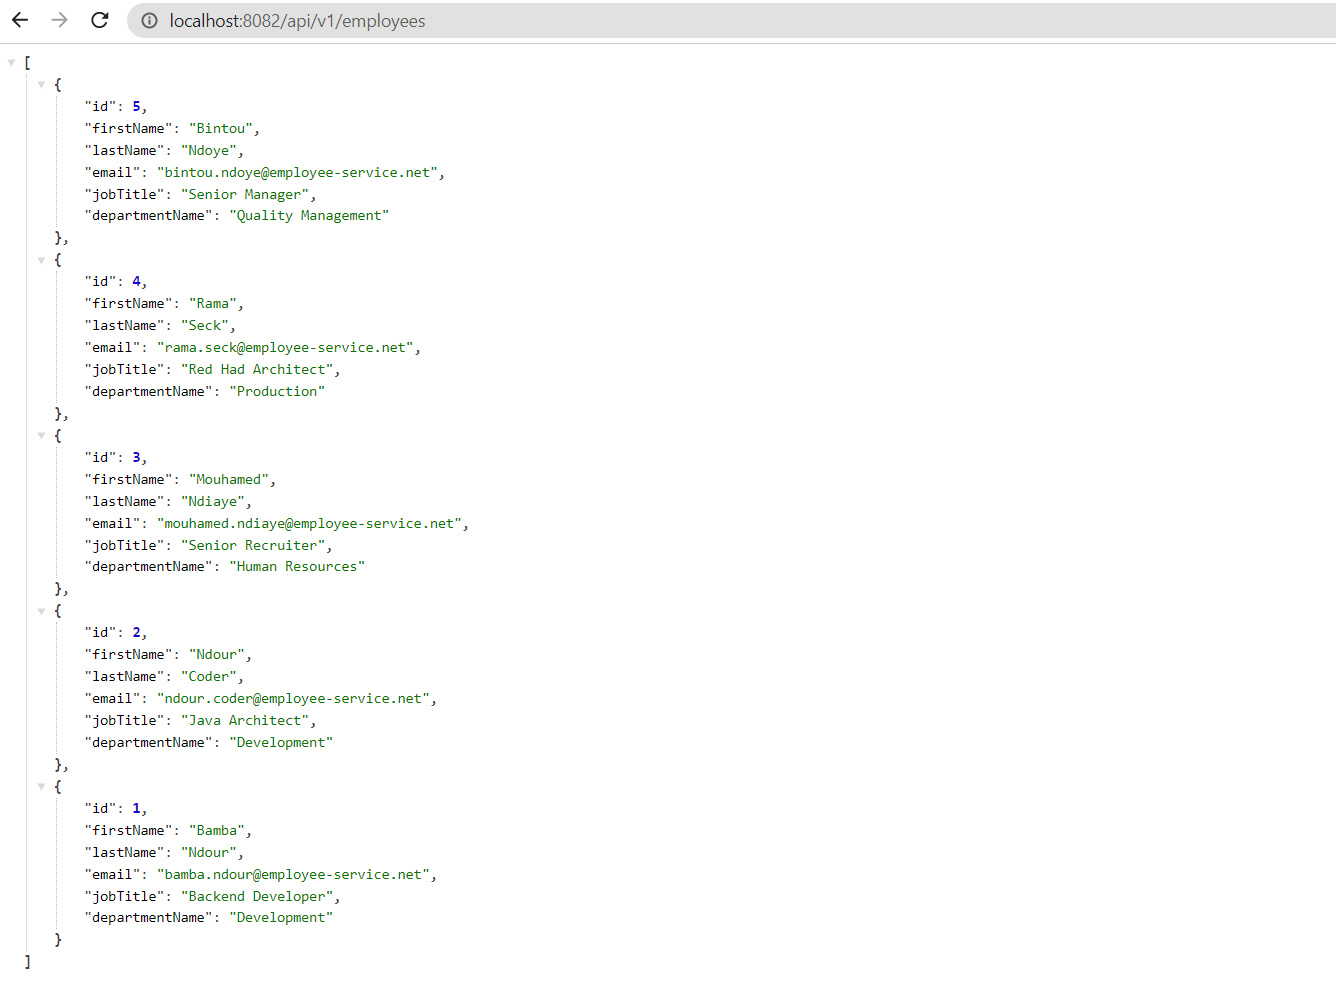 localhost:8082/api/v1/employees
[
{
"id": 5,
"firstName": "Bintou",
"lastName": "Ndoye",
"email": "bintou.ndoye@employee-service.net",
"jobTitle": "Senior Manager",
"departmentName": "Quality Management"
},
{
"id": 4,
"firstName": "Rama",
"lastName": "Seck",
"email": "rama.seck@employee-service.net",
"jobTitle": "Red Had Architect",
"departmentName": "Production"
},
{
"id": 3,
"firstName": "Mouhamed",
"lastName": "Ndiaye",
"email": "mouhamed.ndiaye@employee-service.net",
"jobTitle": "Senior Recruiter",
"departmentName": "Human Resources"
},
{
"id": 2,
"firstName": "Ndour",
"lastName": "Coder",
"email": "ndour.coder@employee-service.net",
"jobTitle": "Java Architect",
"departmentName": "Development"
},
{
"id": 1,
"firstName": "Bamba",
"lastName": "Ndour",
"email": "bamba.ndour@employee-service.net",
"jobTitle": "Backend Developer",
"departmentName": "Development"
}
]